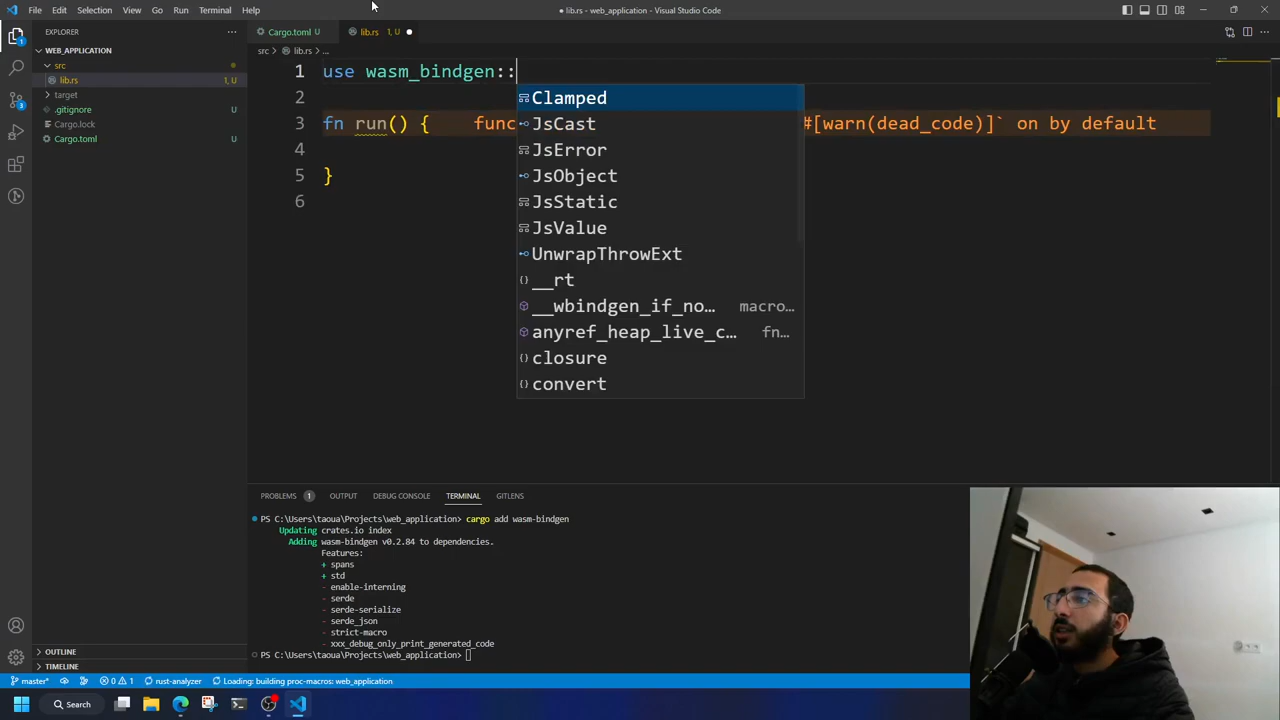 File Edit Selection View Go Run Terminal Help
● lib.rs - web_application - Visual Studio Code
EXPLORER ···
Cargo.toml U
lib.rs 1, U ●
WEB_APPLICATION
src
lib.rs 1, U
target
.gitignore U
Cargo.lock
Cargo.toml U
src > lib.rs > ...
1 use wasm_bindgen::
2
3 fn run() { func #[warn(dead_code)]` on by default
4
5 }
6
Clamped
JsCast
JsError
JsObject
JsStatic
JsValue
UnwrapThrowExt
__rt
__wbindgen_if_no… macro…
anyref_heap_live_c… fn…
closure
convert
PROBLEMS 1 OUTPUT DEBUG CONSOLE TERMINAL GITLENS
PS C:\Users\taoua\Projects\web_application> cargo add wasm-bindgen
Updating crates.io index
Adding wasm-bindgen v0.2.84 to dependencies.
Features:
+ spans
+ std
- enable-interning
- serde
- serde-serialize
- serde_json
- strict-macro
- xxx_debug_only_print_generated_code
PS C:\Users\taoua\Projects\web_application>
OUTLINE
TIMELINE
master* 0 1 rust-analyzer Loading: building proc-macros: web_application
Search